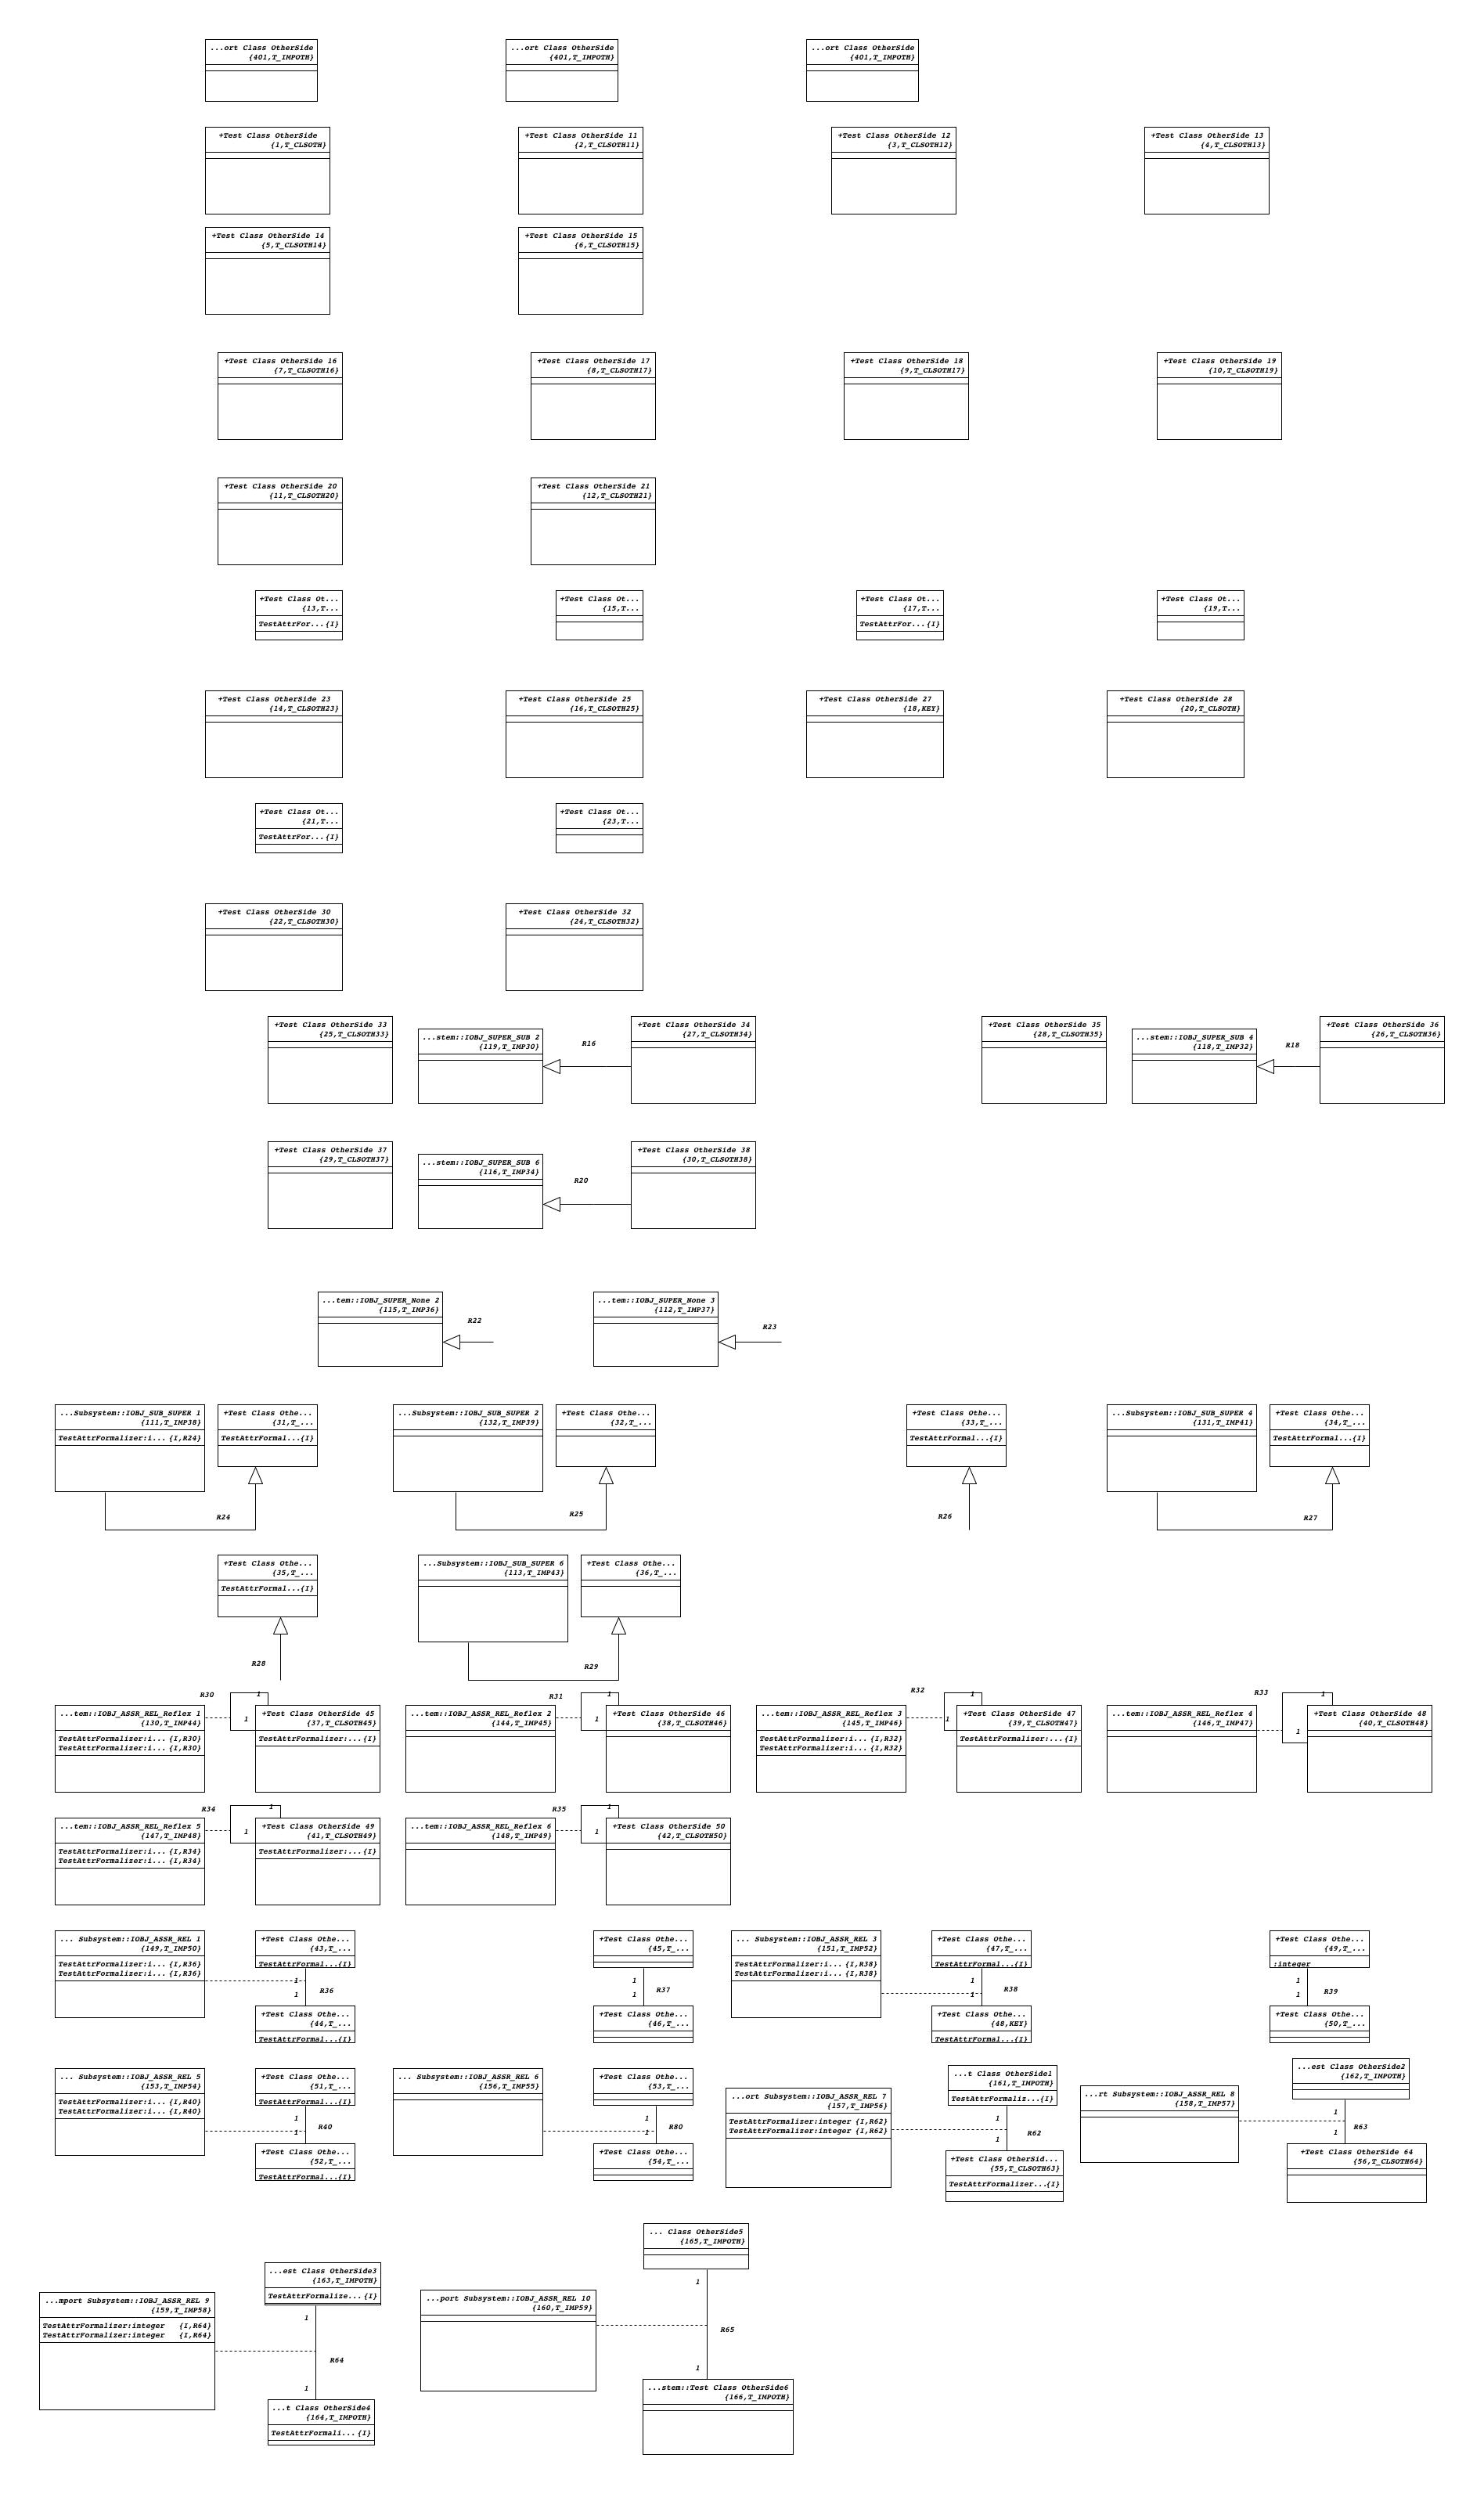 ...ort Class OtherSide
{401,T_IMPOTH}
...ort Class OtherSide
{401,T_IMPOTH}
...ort Class OtherSide
{401,T_IMPOTH}
+Test Class OtherSide
{1,T_CLSOTH}
+Test Class OtherSide 11
{2,T_CLSOTH11}
+Test Class OtherSide 12
{3,T_CLSOTH12}
+Test Class OtherSide 13
{4,T_CLSOTH13}
+Test Class OtherSide 14
{5,T_CLSOTH14}
+Test Class OtherSide 15
{6,T_CLSOTH15}
+Test Class OtherSide 16
{7,T_CLSOTH16}
+Test Class OtherSide 17
{8,T_CLSOTH17}
+Test Class OtherSide 18
{9,T_CLSOTH17}
+Test Class OtherSide 19
{10,T_CLSOTH19}
+Test Class OtherSide 20
{11,T_CLSOTH20}
+Test Class OtherSide 21
{12,T_CLSOTH21}
+Test Class Ot...
{13,T...
TestAttrFor...{I}
+Test Class Ot...
{15,T...
+Test Class Ot...
{17,T...
TestAttrFor...{I}
+Test Class Ot...
{19,T...
+Test Class OtherSide 23
{14,T_CLSOTH23}
+Test Class OtherSide 25
{16,T_CLSOTH25}
+Test Class OtherSide 27
{18,KEY}
+Test Class OtherSide 28
{20,T_CLSOTH}
+Test Class Ot...
{21,T...
TestAttrFor...{I}
+Test Class Ot...
{23,T...
+Test Class OtherSide 30
{22,T_CLSOTH30}
+Test Class OtherSide 32
{24,T_CLSOTH32}
+Test Class OtherSide 33
{25,T_CLSOTH33}
...stem::IOBJ_SUPER_SUB 2
{119,T_IMP30}
R16
+Test Class OtherSide 34
{27,T_CLSOTH34}
+Test Class OtherSide 35
{28,T_CLSOTH35}
...stem::IOBJ_SUPER_SUB 4
{118,T_IMP32}
R18
+Test Class OtherSide 36
{26,T_CLSOTH36}
+Test Class OtherSide 37
{29,T_CLSOTH37}
...stem::IOBJ_SUPER_SUB 6
{116,T_IMP34}
R20
+Test Class OtherSide 38
{30,T_CLSOTH38}
...tem::IOBJ_SUPER_None 2
{115,T_IMP36}
R22
...tem::IOBJ_SUPER_None 3
{112,T_IMP37}
R23
...Subsystem::IOBJ_SUB_SUPER 1
{111,T_IMP38}
TestAttrFormalizer:i... {I,R24}
+Test Class Othe...
{31,T_...
TestAttrFormal...{I}
R24
...Subsystem::IOBJ_SUB_SUPER 2
{132,T_IMP39}
+Test Class Othe...
{32,T_...
R25
+Test Class Othe...
{33,T_...
TestAttrFormal...{I}
R26
...Subsystem::IOBJ_SUB_SUPER 4
{131,T_IMP41}
+Test Class Othe...
{34,T_...
TestAttrFormal...{I}
R27
+Test Class Othe...
{35,T_...
TestAttrFormal...{I}
R28
...Subsystem::IOBJ_SUB_SUPER 6
{113,T_IMP43}
+Test Class Othe...
{36,T_...
R29
...tem::IOBJ_ASSR_REL_Reflex 1
{130,T_IMP44}
TestAttrFormalizer:i... {I,R30}
TestAttrFormalizer:i... {I,R30}
R30
1
1
+Test Class OtherSide 45
{37,T_CLSOTH45}
TestAttrFormalizer:...{I}
...tem::IOBJ_ASSR_REL_Reflex 2
{144,T_IMP45}
R31
1
1
+Test Class OtherSide 46
{38,T_CLSOTH46}
...tem::IOBJ_ASSR_REL_Reflex 3
{145,T_IMP46}
TestAttrFormalizer:i... {I,R32}
TestAttrFormalizer:i... {I,R32}
R32
1
1
+Test Class OtherSide 47
{39,T_CLSOTH47}
TestAttrFormalizer:...{I}
...tem::IOBJ_ASSR_REL_Reflex 4
{146,T_IMP47}
R33
1
1
+Test Class OtherSide 48
{40,T_CLSOTH48}
...tem::IOBJ_ASSR_REL_Reflex 5
{147,T_IMP48}
TestAttrFormalizer:i... {I,R34}
TestAttrFormalizer:i... {I,R34}
R34
1
1
+Test Class OtherSide 49
{41,T_CLSOTH49}
TestAttrFormalizer:...{I}
...tem::IOBJ_ASSR_REL_Reflex 6
{148,T_IMP49}
R35
1
1
+Test Class OtherSide 50
{42,T_CLSOTH50}
... Subsystem::IOBJ_ASSR_REL 1
{149,T_IMP50}
TestAttrFormalizer:i... {I,R36}
TestAttrFormalizer:i... {I,R36}
+Test Class Othe...
{43,T_...
TestAttrFormal...{I}
1
R36
1
+Test Class Othe...
{44,T_...
TestAttrFormal...{I}
+Test Class Othe...
{45,T_...
1
R37
1
+Test Class Othe...
{46,T_...
... Subsystem::IOBJ_ASSR_REL 3
{151,T_IMP52}
TestAttrFormalizer:i... {I,R38}
TestAttrFormalizer:i... {I,R38}
+Test Class Othe...
{47,T_...
TestAttrFormal...{I}
1
R38
1
+Test Class Othe...
{48,KEY}
TestAttrFormal...{I}
+Test Class Othe...
{49,T_...
:integer
1
R39
1
+Test Class Othe...
{50,T_...
... Subsystem::IOBJ_ASSR_REL 5
{153,T_IMP54}
TestAttrFormalizer:i... {I,R40}
TestAttrFormalizer:i... {I,R40}
+Test Class Othe...
{51,T_...
TestAttrFormal...{I}
1
R40
1
+Test Class Othe...
{52,T_...
TestAttrFormal...{I}
... Subsystem::IOBJ_ASSR_REL 6
{156,T_IMP55}
+Test Class Othe...
{53,T_...
1
R80
1
+Test Class Othe...
{54,T_...
...ort Subsystem::IOBJ_ASSR_REL 7
{157,T_IMP56}
TestAttrFormalizer:integer {I,R62}
TestAttrFormalizer:integer {I,R62}
...t Class OtherSide1
{161,T_IMPOTH}
TestAttrFormaliz...{I}
1
R62
1
+Test Class OtherSid...
{55,T_CLSOTH63}
TestAttrFormalizer...{I}
...rt Subsystem::IOBJ_ASSR_REL 8
{158,T_IMP57}
...est Class OtherSide2
{162,T_IMPOTH}
1
R63
1
+Test Class OtherSide 64
{56,T_CLSOTH64}
...mport Subsystem::IOBJ_ASSR_REL 9
{159,T_IMP58}
TestAttrFormalizer:integer {I,R64}
TestAttrFormalizer:integer {I,R64}
...est Class OtherSide3
{163,T_IMPOTH}
TestAttrFormalize...{I}
1
R64
1
...t Class OtherSide4
{164,T_IMPOTH}
TestAttrFormali...{I}
...port Subsystem::IOBJ_ASSR_REL 10
{160,T_IMP59}
... Class OtherSide5
{165,T_IMPOTH}
1
R65
1
...stem::Test Class OtherSide6
{166,T_IMPOTH}